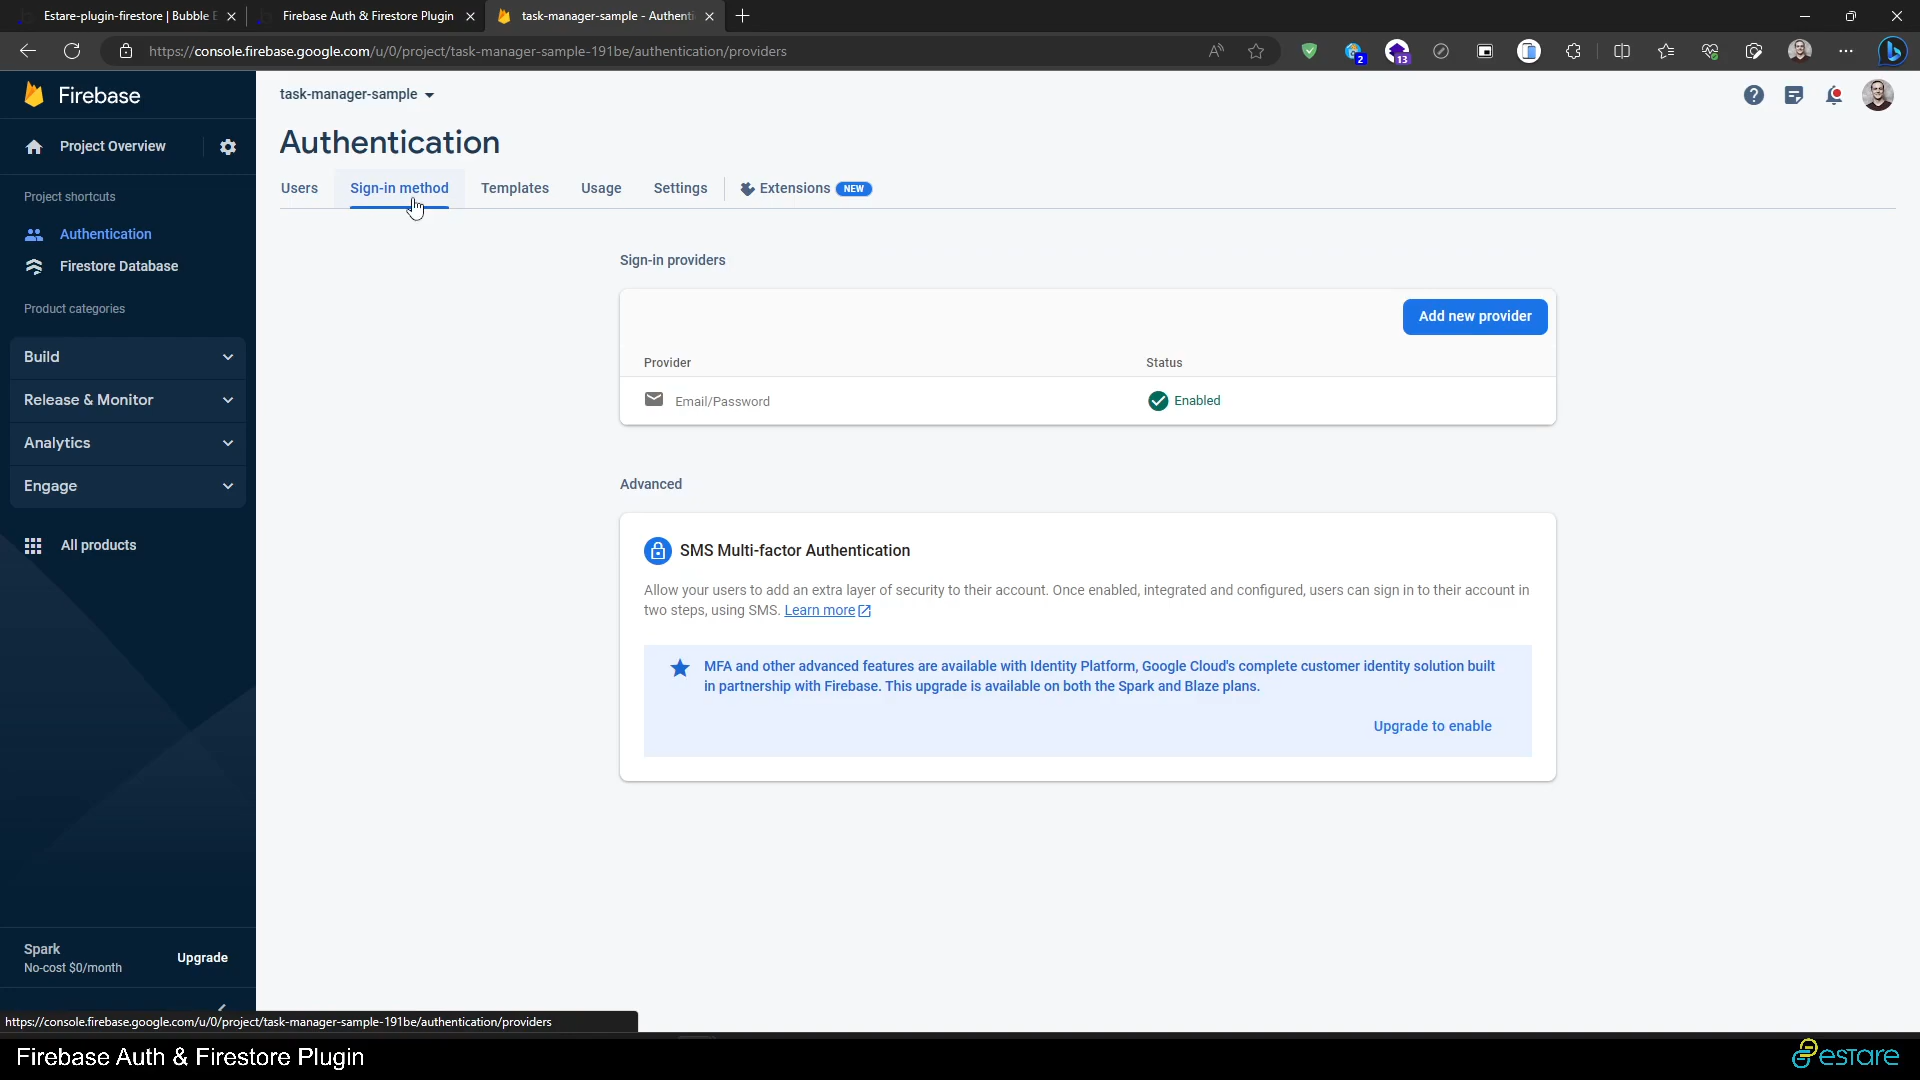 Estare-plugin-firestore | Bubble
Firebase Auth & Firestore Plugin
task-manager-sample - Authenti
https://console.firebase.google.com/u/0/project/task-manager-sample-191be/authentication/providers
2
13
Firebase
task-manager-sample
Project Overview
Authentication
Users
Sign-in method
Templates
Usage
Settings
Extensions
NEW
Project shortcuts
Authentication
Firestore Database
Product categories
Build
Release & Monitor
Analytics
Engage
All products
Sign-in providers
Add new provider
Provider
Status
Email/Password
Enabled
Advanced
SMS Multi-factor Authentication
Allow your users to add an extra layer of security to their account. Once enabled, integrated and configured, users can sign in to their account in
two steps, using SMS. Learn more
MFA and other advanced features are available with Identity Platform, Google Cloud's complete customer identity solution built
in partnership with Firebase. This upgrade is available on both the Spark and Blaze plans.
Upgrade to enable
Spark
No-cost $0/month
Upgrade
https://console.firebase.google.com/u/0/project/task-manager-sample-191be/authentication/providers
Firebase Auth & Firestore Plugin
estare